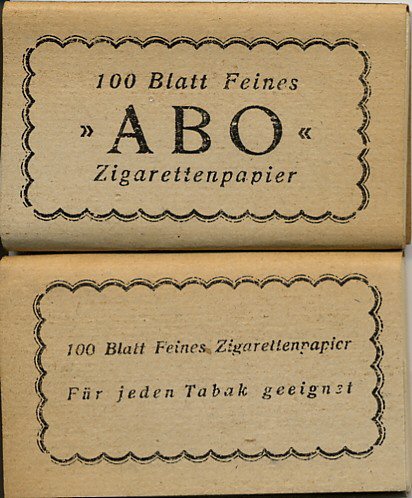 100 Blatt Feines
» ABO «
Zigarettenpapier
100 Blatt Feines Zigarettenpapier
Für jeden Tabak geeignet